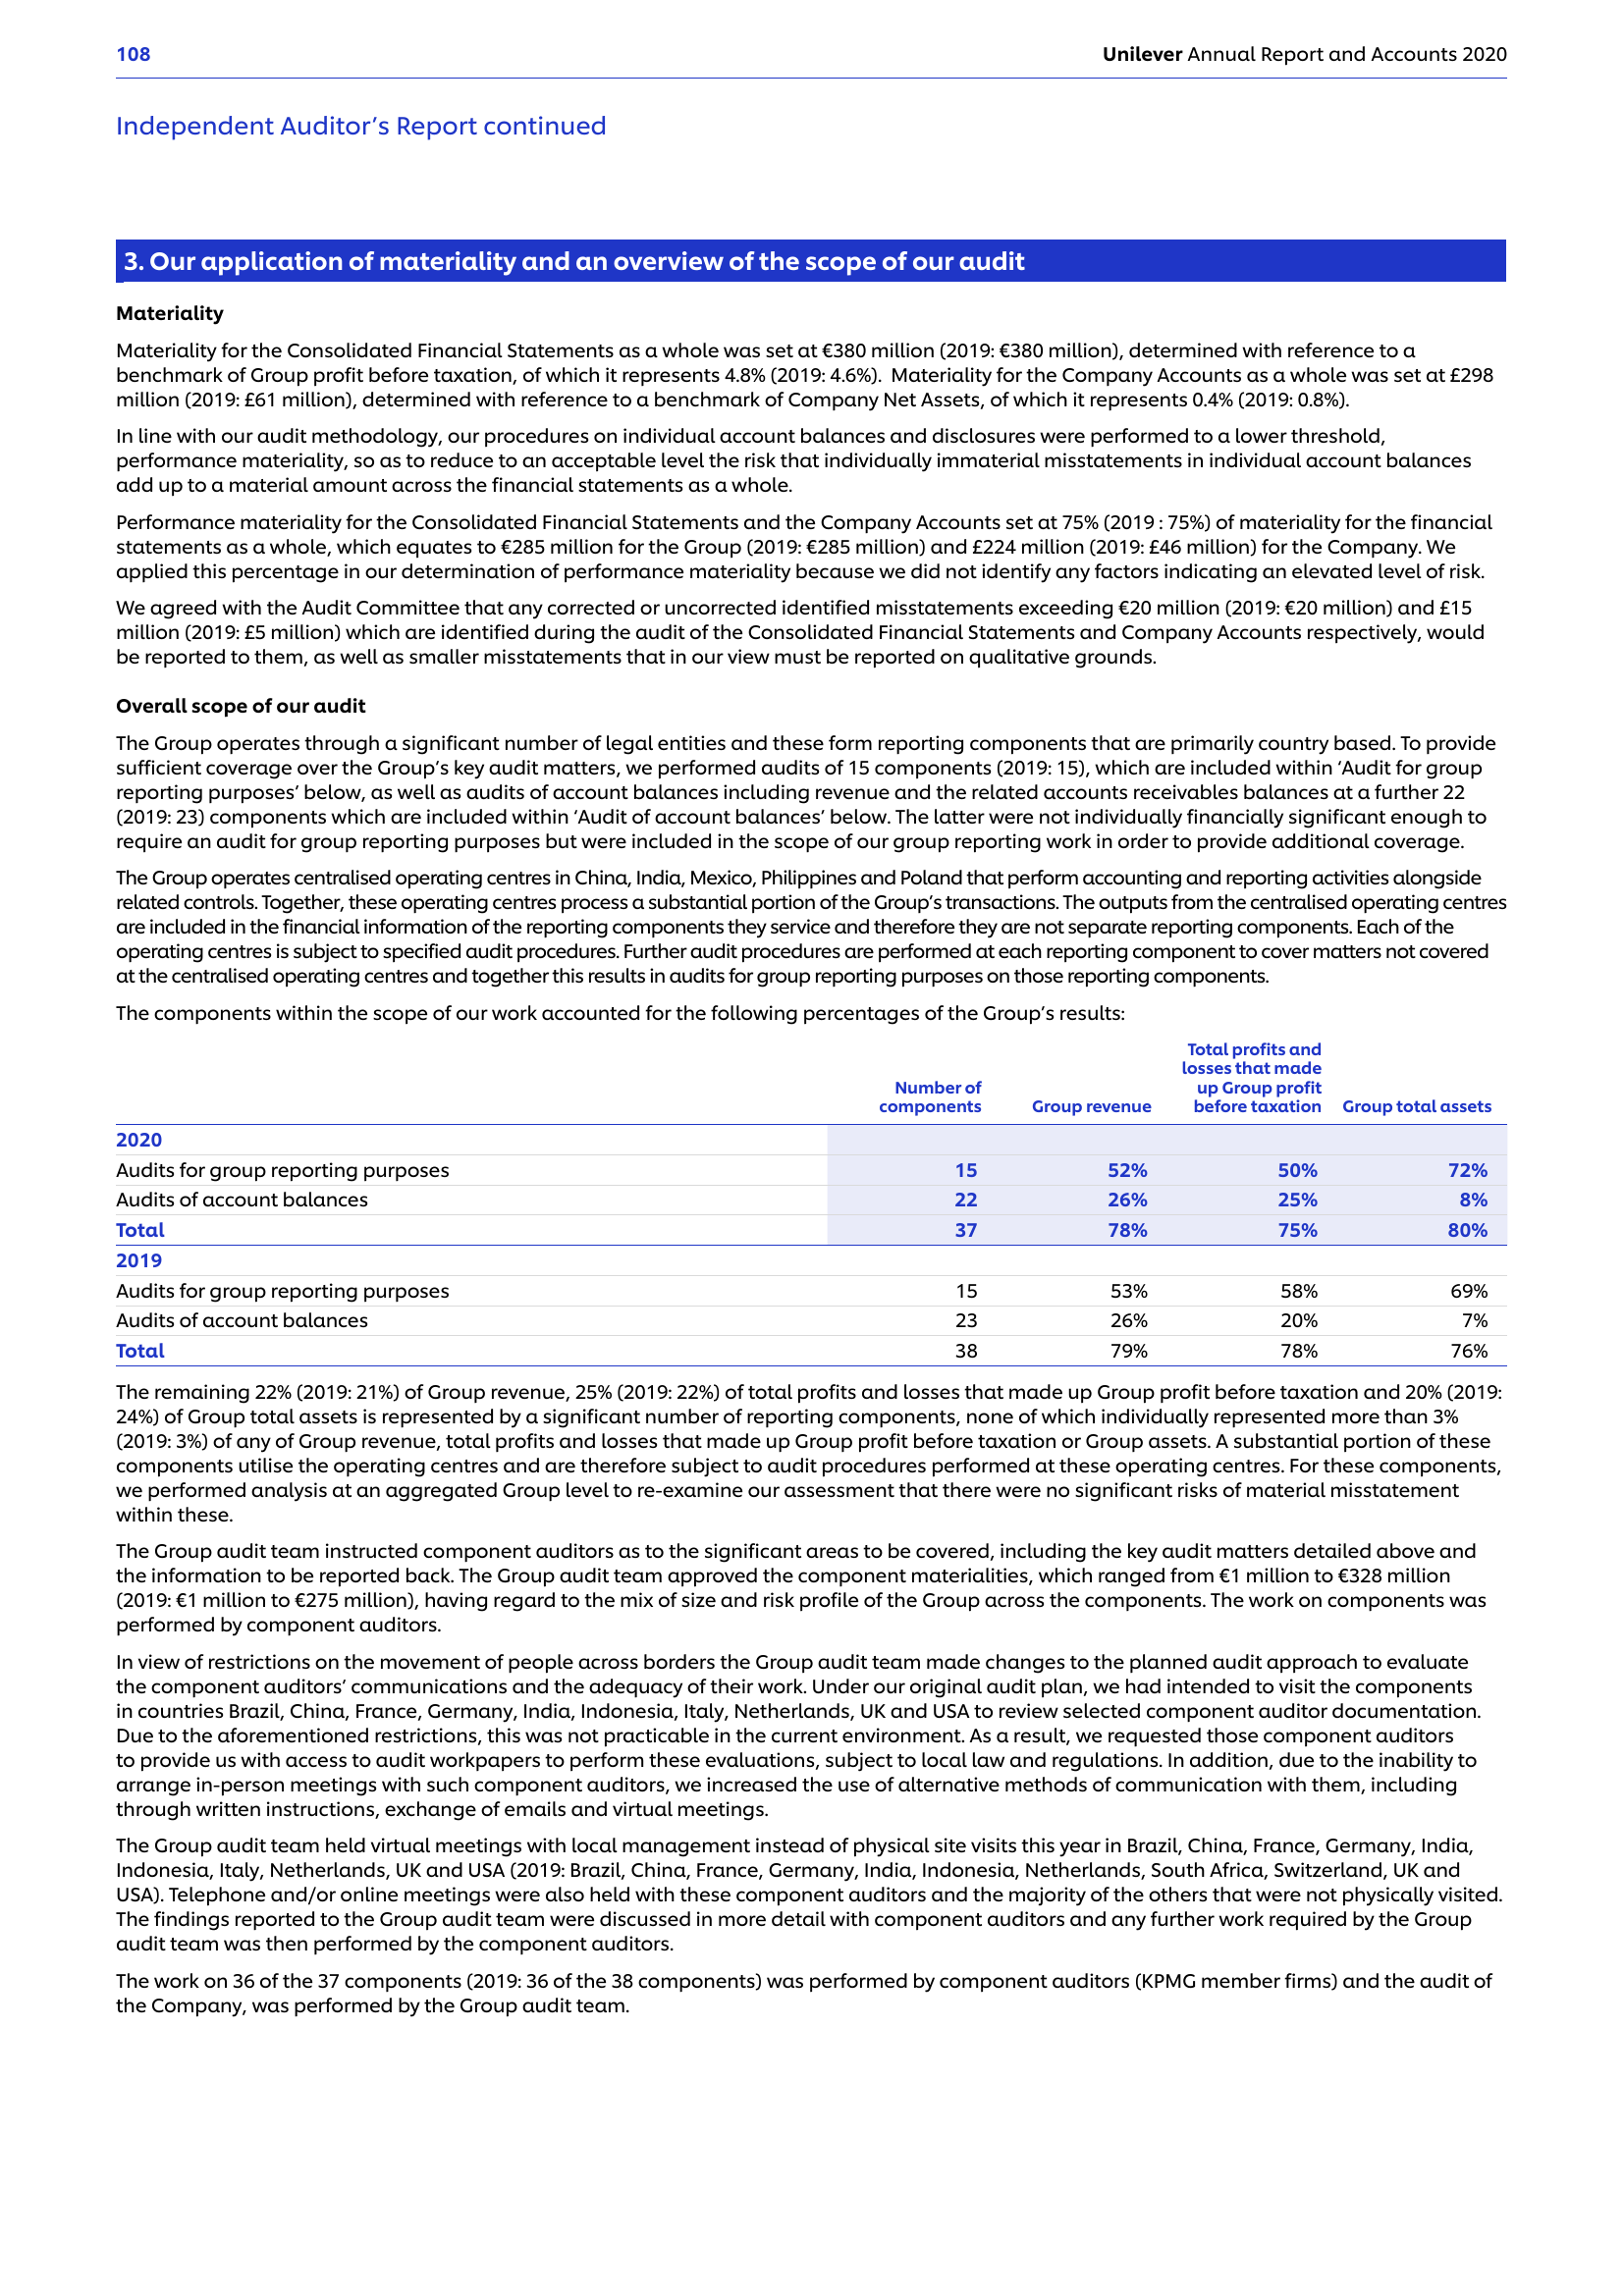 108
Unilever Annual Report and Accounts 2020
Independent Auditor’s Report continued
3. Our application of materiality and an overview of the scope of our audit
Materiality
Materiality for the Consolidated Financial Statements as a whole was set at €380 million (2019: €380 million), determined with reference to a
benchmark of Group profit before taxation, of which it represents 4.8% (2019: 4.6%).  Materiality for the Company Accounts as a whole was set at £298
million (2019: £61 million), determined with reference to a benchmark of Company Net Assets, of which it represents 0.4% (2019: 0.8%).
In line with our audit methodology, our procedures on individual account balances and disclosures were performed to a lower threshold,
performance materiality, so as to reduce to an acceptable level the risk that individually immaterial misstatements in individual account balances
add up to a material amount across the financial statements as a whole.
Performance materiality for the Consolidated Financial Statements and the Company Accounts set at 75% (2019 : 75%) of materiality for the financial
statements as a whole, which equates to €285 million for the Group (2019: €285 million) and £224 million (2019: £46 million) for the Company. We
applied this percentage in our determination of performance materiality because we did not identify any factors indicating an elevated level of risk.
We agreed with the Audit Committee that any corrected or uncorrected identified misstatements exceeding €20 million (2019: €20 million) and £15
million (2019: £5 million) which are identified during the audit of the Consolidated Financial Statements and Company Accounts respectively, would
be reported to them, as well as smaller misstatements that in our view must be reported on qualitative grounds.
Overall scope of our audit
The Group operates through a significant number of legal entities and these form reporting components that are primarily country based. To provide
sufficient coverage over the Group’s key audit matters, we performed audits of 15 components (2019: 15), which are included within ‘Audit for group
reporting purposes’ below, as well as audits of account balances including revenue and the related accounts receivables balances at a further 22
(2019: 23) components which are included within ‘Audit of account balances’ below. The latter were not individually financially significant enough to
require an audit for group reporting purposes but were included in the scope of our group reporting work in order to provide additional coverage.
The Group operates centralised operating centres in China, India, Mexico, Philippines and Poland that perform accounting and reporting activities alongside
related controls. Together, these operating centres process a substantial portion of the Group’s transactions. The outputs from the centralised operating centres
are included in the financial information of the reporting components they service and therefore they are not separate reporting components. Each of the
operating centres is subject to specified audit procedures. Further audit procedures are performed at each reporting component to cover matters not covered
at the centralised operating centres and together this results in audits for group reporting purposes on those reporting components.
The components within the scope of our work accounted for the following percentages of the Group’s results:
Number of components Group revenue Total profits and losses that made up Group profit before taxation Group total assets
2020
Audits for group reporting purposes 15 52% 50% 72%
Audits of account balances 22 26% 25% 8%
Total 37 78% 75% 80%
2019
Audits for group reporting purposes 15 53% 58% 69%
Audits of account balances 23 26% 20% 7%
Total 38 79% 78% 76%
The remaining 22% (2019: 21%) of Group revenue, 25% (2019: 22%) of total profits and losses that made up Group profit before taxation and 20% (2019:
24%) of Group total assets is represented by a significant number of reporting components, none of which individually represented more than 3%
(2019: 3%) of any of Group revenue, total profits and losses that made up Group profit before taxation or Group assets. A substantial portion of these
components utilise the operating centres and are therefore subject to audit procedures performed at these operating centres. For these components,
we performed analysis at an aggregated Group level to re-examine our assessment that there were no significant risks of material misstatement
within these.
The Group audit team instructed component auditors as to the significant areas to be covered, including the key audit matters detailed above and
the information to be reported back. The Group audit team approved the component materialities, which ranged from €1 million to €328 million
(2019: €1 million to €275 million), having regard to the mix of size and risk profile of the Group across the components. The work on components was
performed by component auditors.
In view of restrictions on the movement of people across borders the Group audit team made changes to the planned audit approach to evaluate
the component auditors’ communications and the adequacy of their work. Under our original audit plan, we had intended to visit the components
in countries Brazil, China, France, Germany, India, Indonesia, Italy, Netherlands, UK and USA to review selected component auditor documentation.
Due to the aforementioned restrictions, this was not practicable in the current environment. As a result, we requested those component auditors
to provide us with access to audit workpapers to perform these evaluations, subject to local law and regulations. In addition, due to the inability to
arrange in-person meetings with such component auditors, we increased the use of alternative methods of communication with them, including
through written instructions, exchange of emails and virtual meetings.
The Group audit team held virtual meetings with local management instead of physical site visits this year in Brazil, China, France, Germany, India,
Indonesia, Italy, Netherlands, UK and USA (2019: Brazil, China, France, Germany, India, Indonesia, Netherlands, South Africa, Switzerland, UK and
USA). Telephone and/or online meetings were also held with these component auditors and the majority of the others that were not physically visited.
The findings reported to the Group audit team were discussed in more detail with component auditors and any further work required by the Group
audit team was then performed by the component auditors.
The work on 36 of the 37 components (2019: 36 of the 38 components) was performed by component auditors (KPMG member firms) and the audit of
the Company, was performed by the Group audit team.